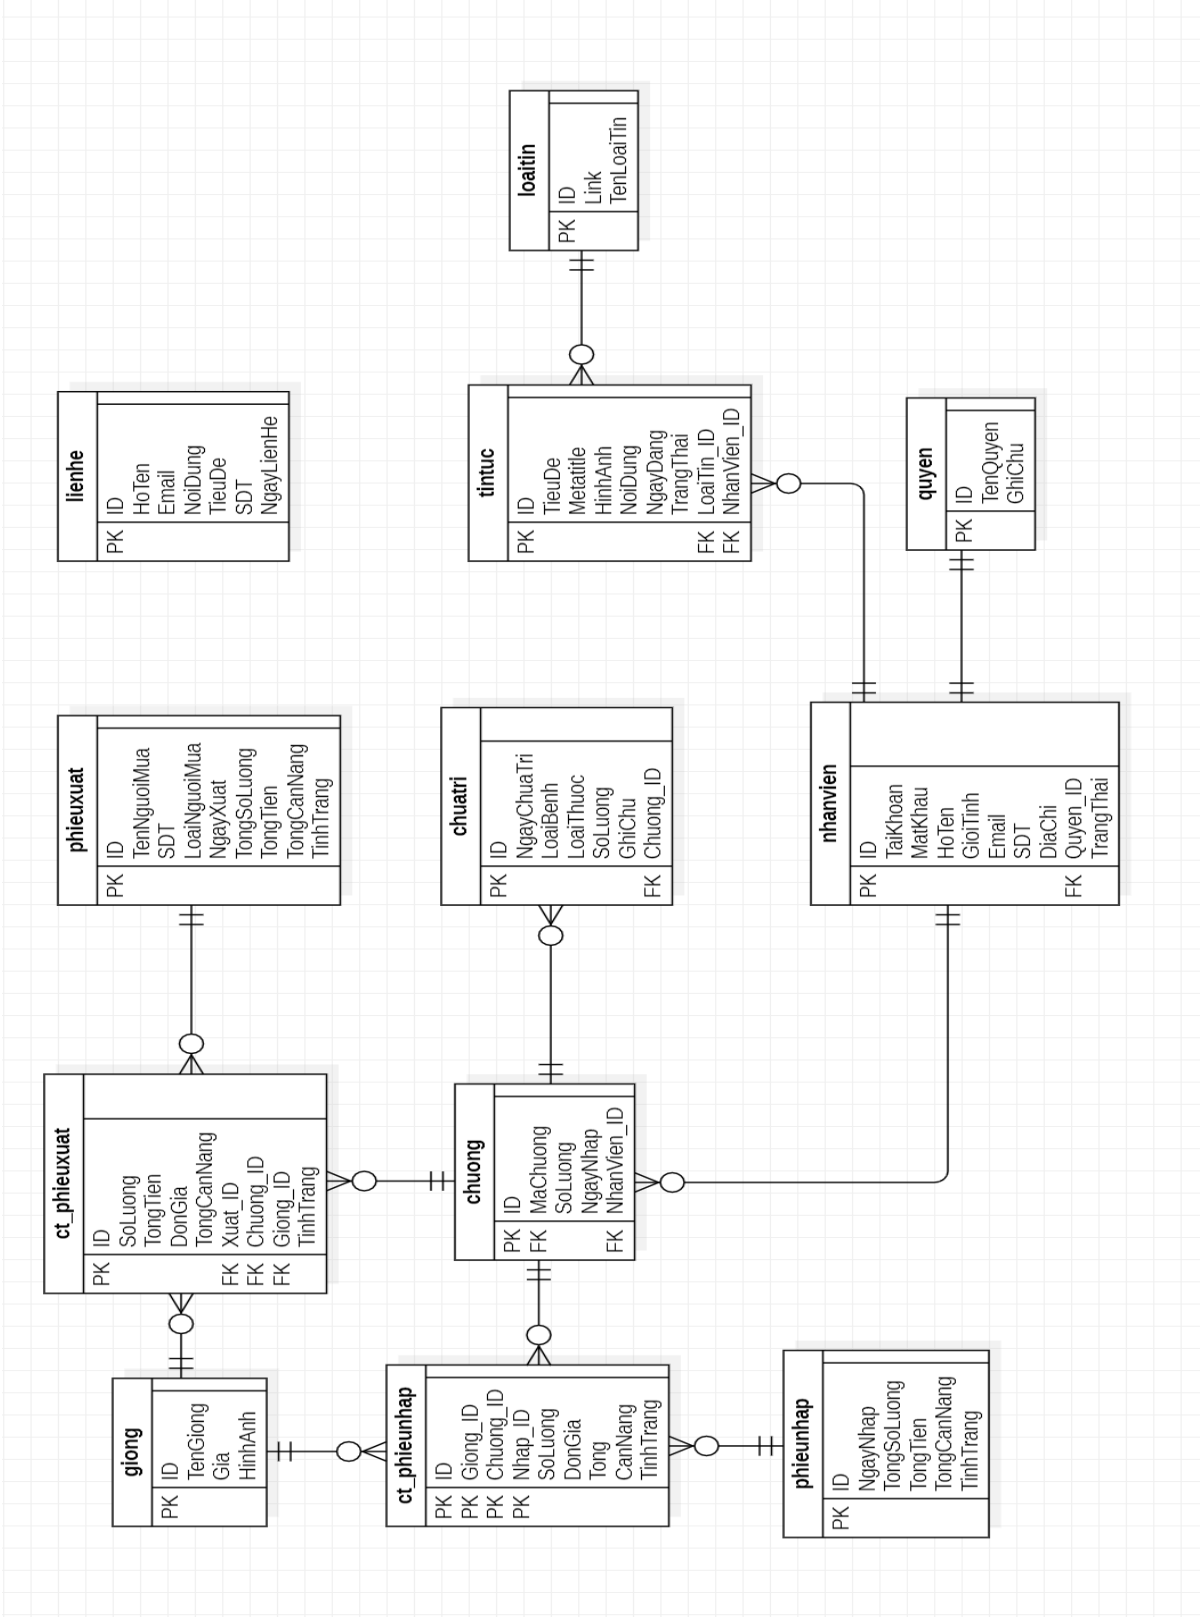 giong
PK ID
TenGiong
Gia
HinhAnh
ct_phieuxuat
PK ID
SoLuong
TongTien
DonGia
TongCanNang
FK Xuat_ID
FK Chuong_ID
FK Giong_ID
TinhTrang
phieuxuat
PK ID
TenNguoiMua
SDT
LoaiNguoiMua
NgayXuat
TongSoLuong
TongTien
TongCanNang
TinhTrang
lienhe
PK ID
HoTen
Email
NoiDung
TieuDe
SDT
NgayLienHe
ct_phieunhap
PK ID
PK Giong_ID
PK Chuong_ID
PK Nhap_ID
SoLuong
DonGia
Tong
CanNang
TinhTrang
chuong
PK ID
FK MaChuong
SoLuong
NgayNhap
FK NhanVien_ID
chuatri
PK ID
NgayChuaTri
LoaiBenh
LoaiThuoc
SoLuong
GhiChu
FK Chuong_ID
tintuc
PK ID
TieuDe
Metatitle
HinhAnh
NoiDung
NgayDang
TrangThai
FK LoaiTin_ID
FK NhanVien_ID
loaitin
PK ID
Link
TenLoaiTin
phieunhap
PK ID
NgayNhap
TongSoLuong
TongTien
TongCanNang
TinhTrang
nhanvien
PK ID
TaiKhoan
MatKhau
HoTen
GioiTinh
Email
SDT
DiaChi
FK Quyen_ID
TrangThai
quyen
PK ID
TenQuyen
GhiChu